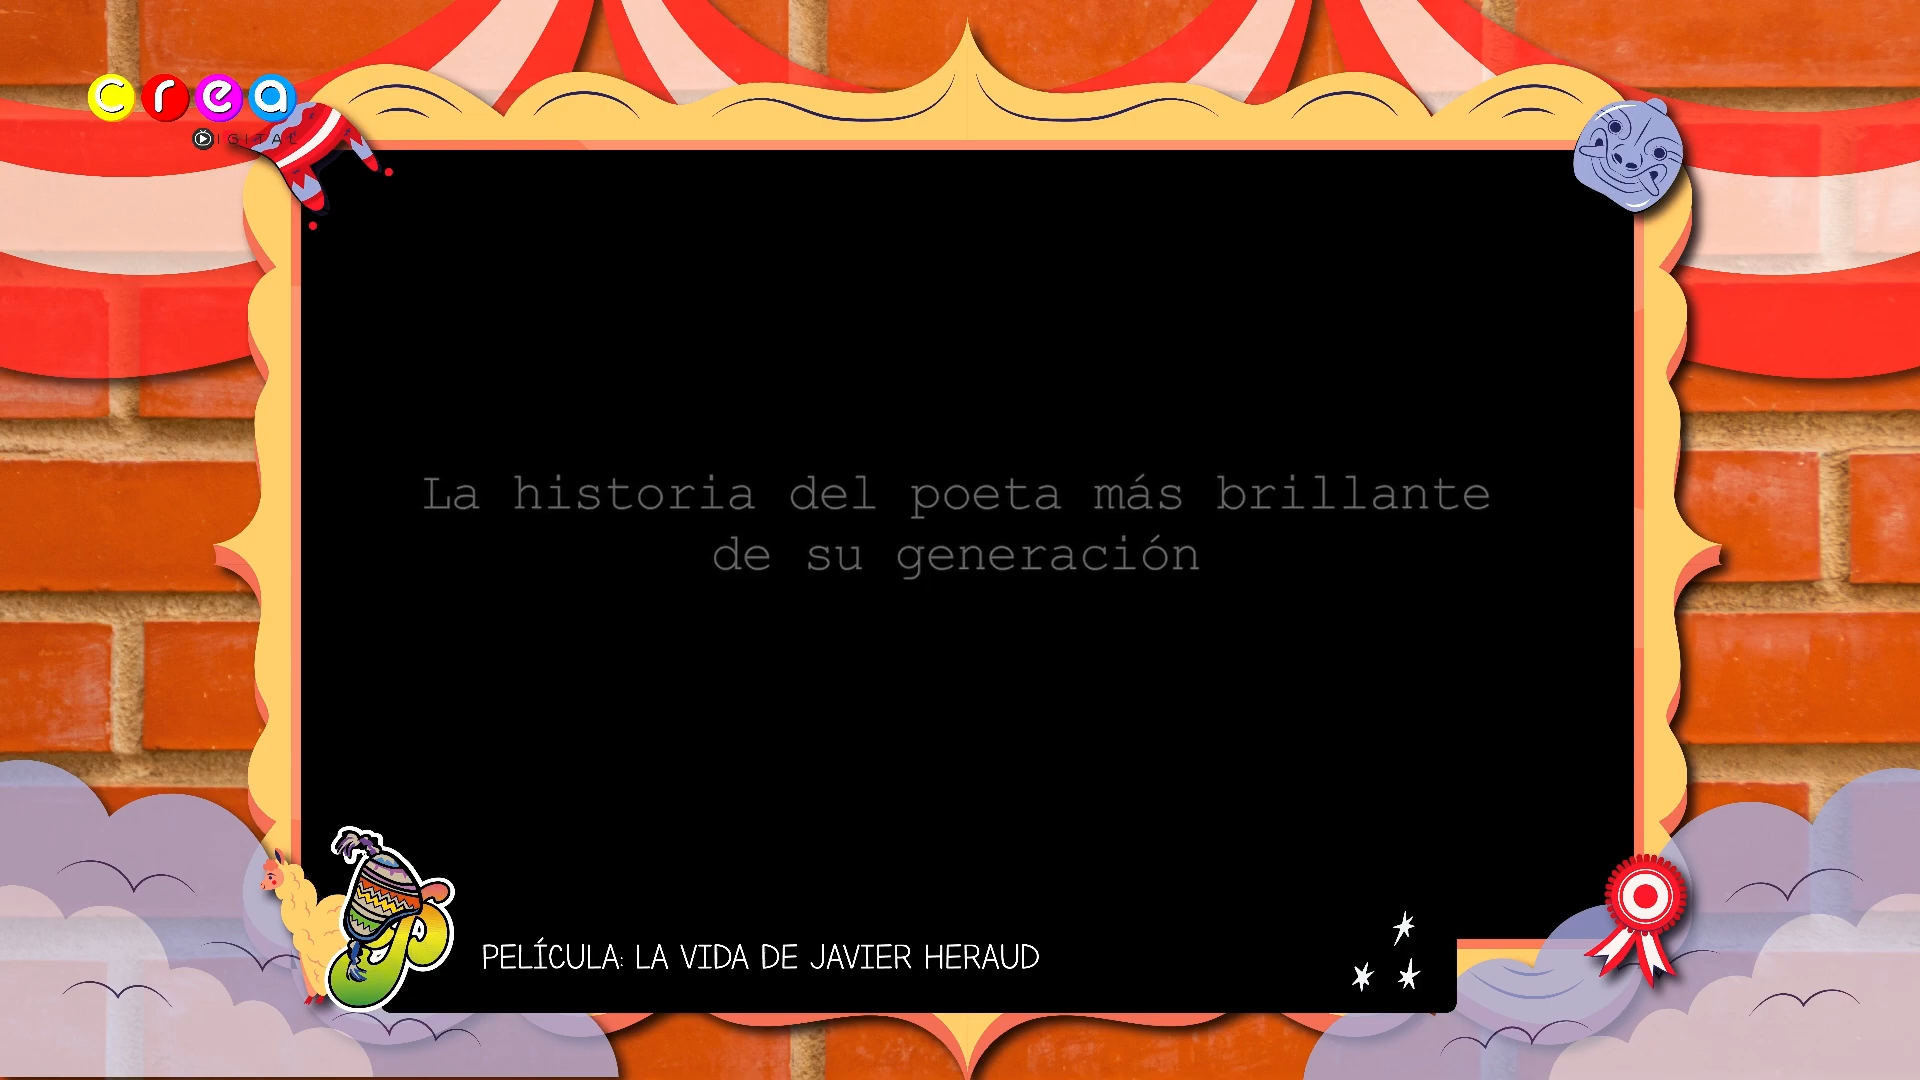 crea
DIGITAL
La historia del poeta más brillante
de su generación
PELÍCULA: LA VIDA DE JAVIER HERAUD